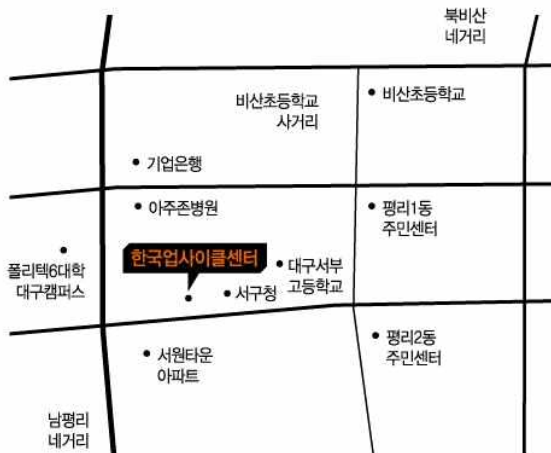 북비산
네거리
비산초등학교
사거리
비산초등학교
기업은행
아주존병원
평리1동
주민센터
한국업사이클센터
폴리텍6대학
대구캠퍼스
서구청
대구서부
고등학교
서원타운
아파트
평리2동
주민센터
남평리
네거리